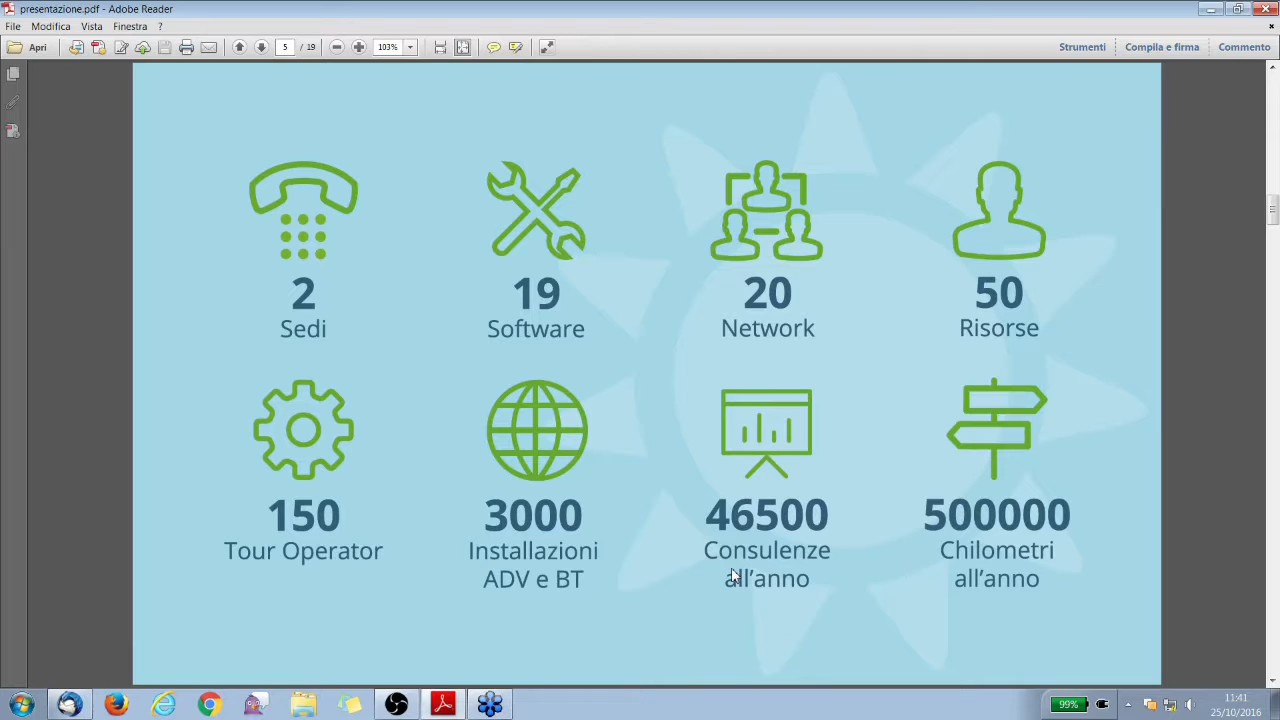 presentazione.pdf - Adobe Reader
File Modifica Vista Finestra ?
Apri 5 / 19 103% Strumenti Compila e firma Commento
2 19 20 50
Sedi Software Network Risorse
150 3000 46500 500000
Tour Operator Installazioni Consulenze Chilometri
ADV e BT all'anno all'anno
99% 11:41
25/10/2016